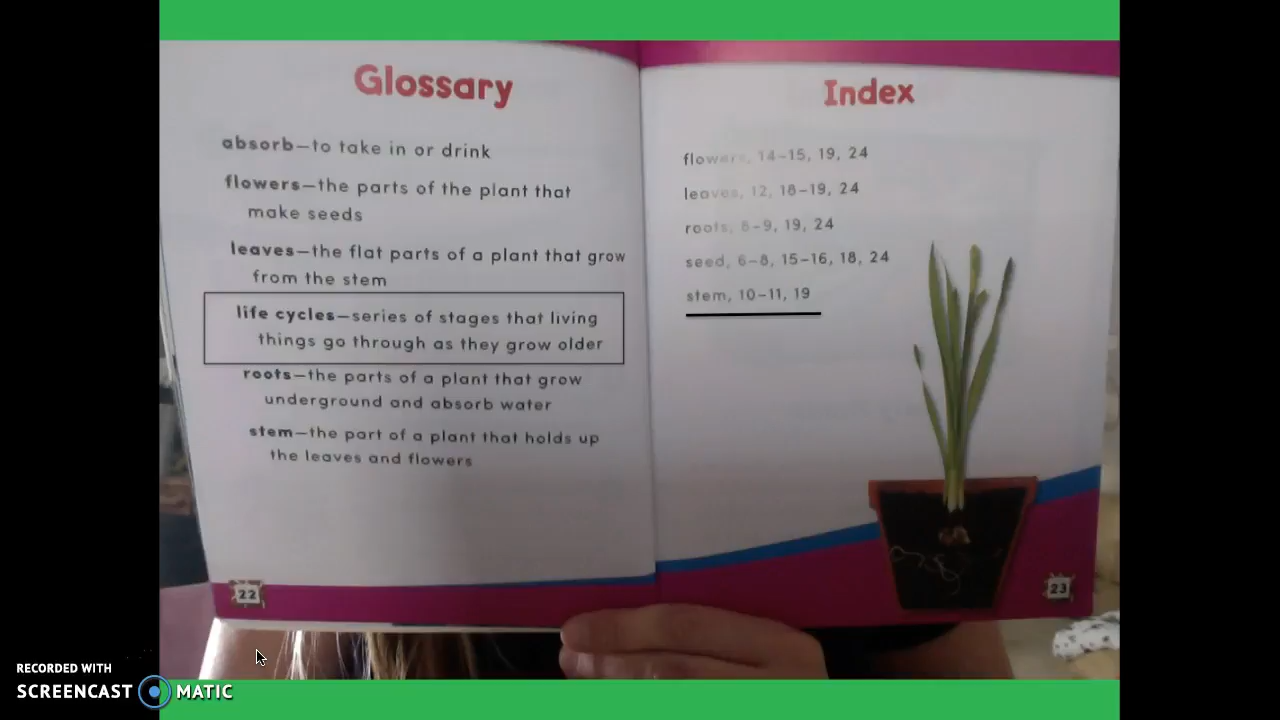 Glossary
absorb—to take in or drink
flowers—the parts of the plant that
make seeds
leaves—the flat parts of a plant that grow
from the stem
life cycles—series of stages that living
things go through as they grow older
roots—the parts of a plant that grow
underground and absorb water
stem—the part of a plant that holds up
the leaves and flowers
22
Index
flowers, 14-15, 19, 24
leaves, 12, 18-19, 24
roots, 8-9, 19, 24
seed, 6-8, 15-16, 18, 24
stem, 10-11, 19
23
RECORDED WITH
SCREENCAST MATIC